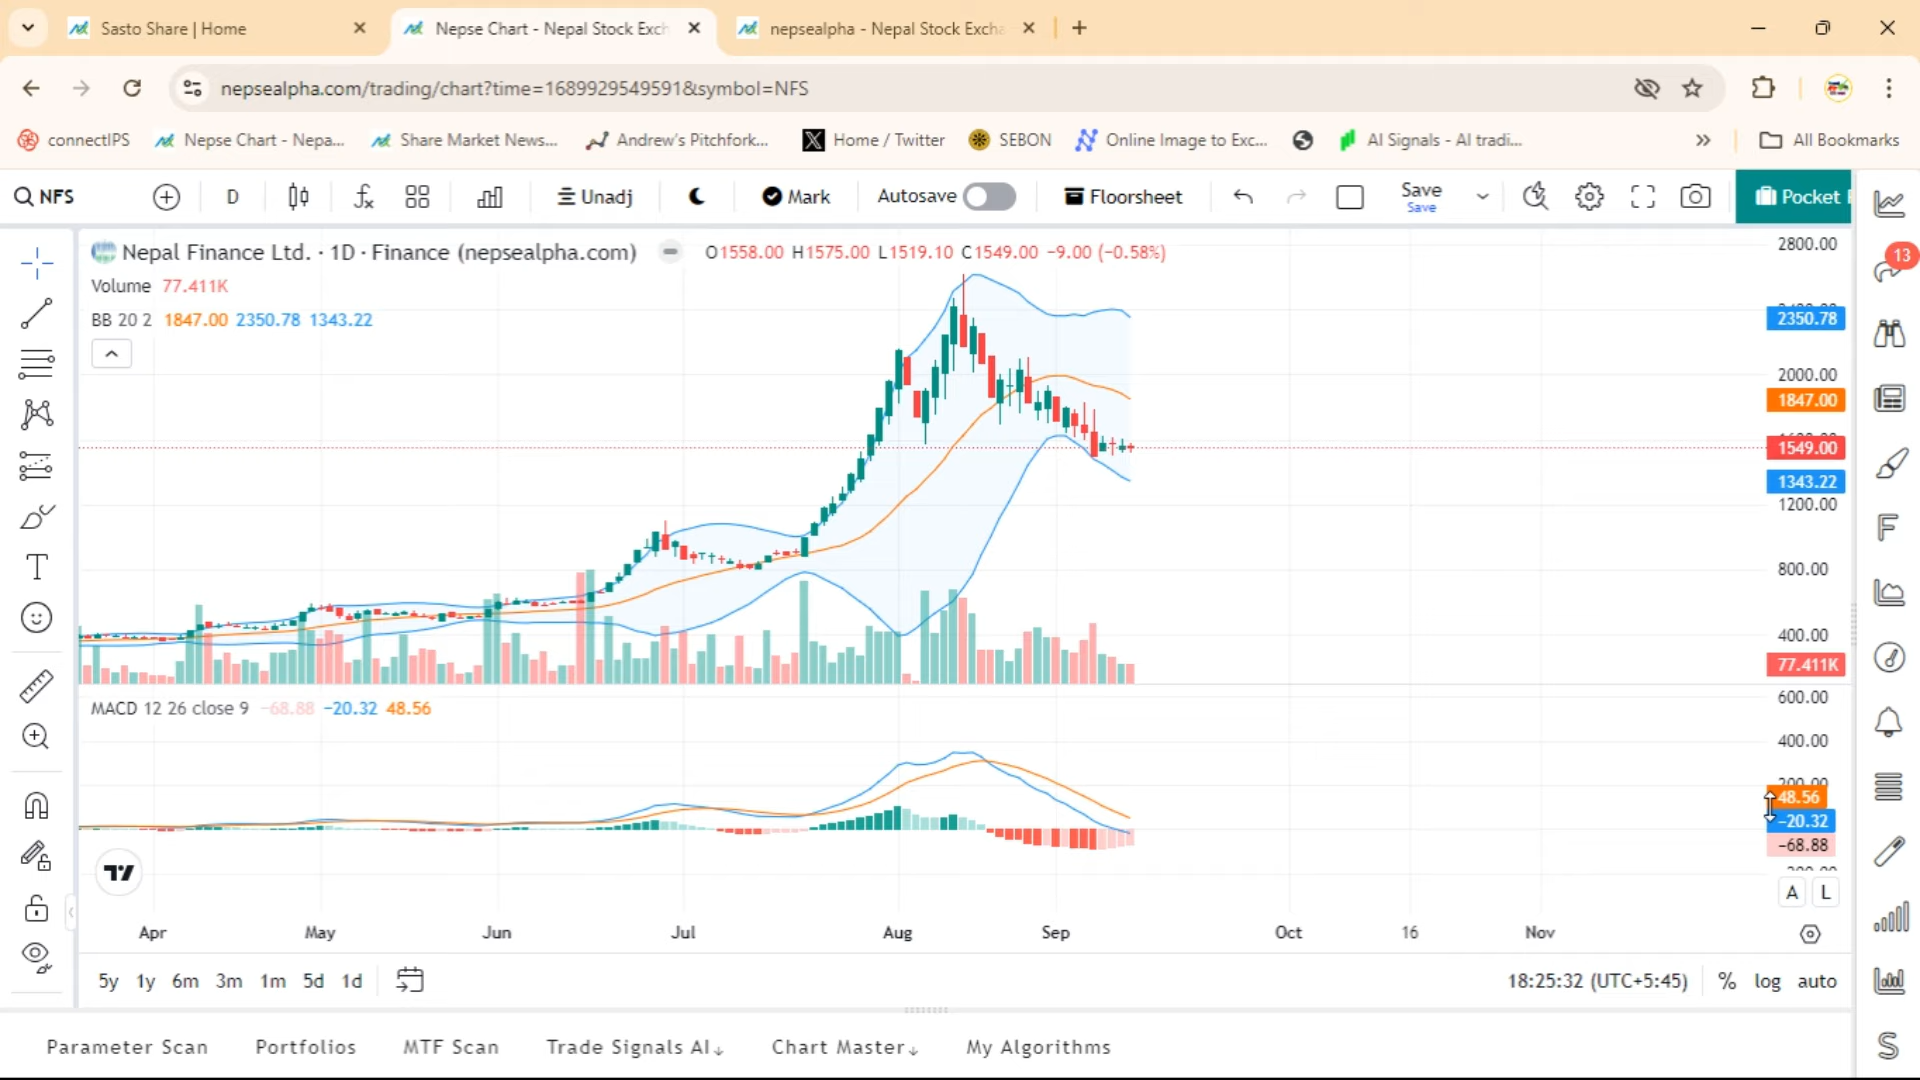 Sasto Share | Home
Nepse Chart - Nepal Stock Exch
nepsealpha - Nepal Stock Excha
nepsealpha.com/trading/chart?time=1689929549591&symbol=NFS
connectIPS
Nepse Chart - Nepa...
Share Market News...
Andrew's Pitchfork...
Home / Twitter
SEBON
Online Image to Exc...
AI Signals - AI tradi...
All Bookmarks
NFS
D
Unadj
Mark
Autosave
Floorsheet
Save
Save
Pocket
13
Nepal Finance Ltd. · 1D · Finance (nepsealpha.com)
O1558.00 H1575.00 L1519.10 C1549.00 -9.00 (-0.58%)
Volume 77.411K
BB 20 2 1847.00 2350.78 1343.22
2800.00
2350.78
2000.00
1847.00
1549.00
1343.22
1200.00
800.00
400.00
77.411K
MACD 12 26 close 9 -68.88 -20.32 48.56
600.00
400.00
48.56
-20.32
-68.88
A L
Apr May Jun Jul Aug Sep Oct 16 Nov
5y 1y 6m 3m 1m 5d 1d
18:25:32 (UTC+5:45)
% log auto
Parameter Scan Portfolios MTF Scan Trade Signals AI↓ Chart Master↓ My Algorithms